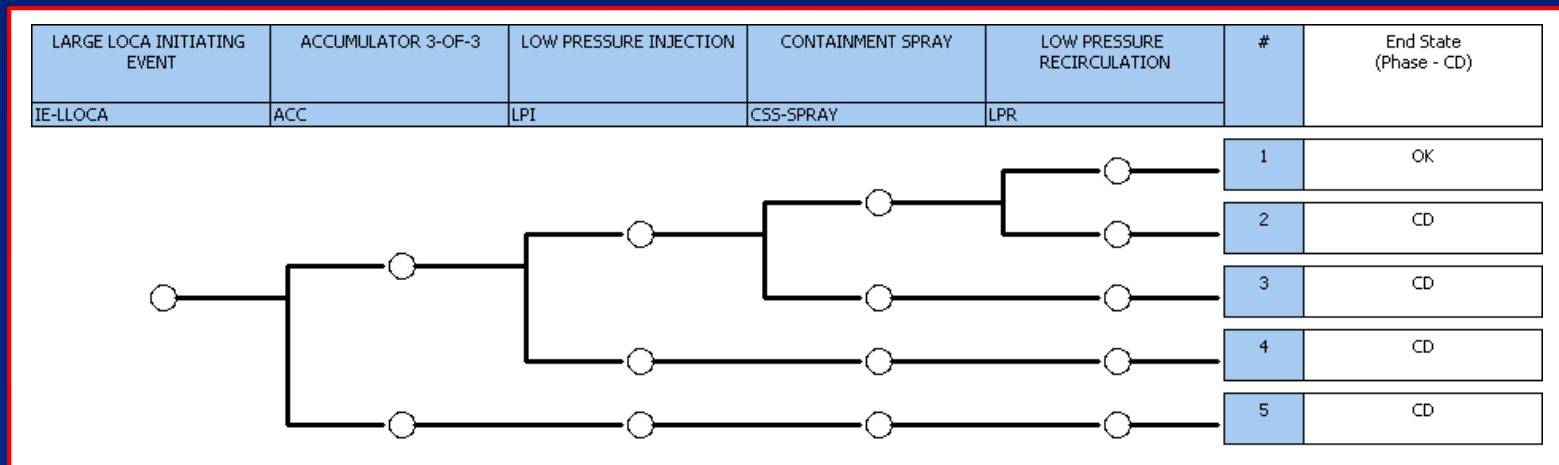 LARGE LOCA INITIATING
EVENT
ACCUMULATOR 3-OF-3
LOW PRESSURE INJECTION
CONTAINMENT SPRAY
LOW PRESSURE
RECIRCULATION
#
End State
(Phase - CD)
IE-LLOCA
ACC
LPI
CSS-SPRAY
LPR
1
OK
2
CD
3
CD
4
CD
5
CD